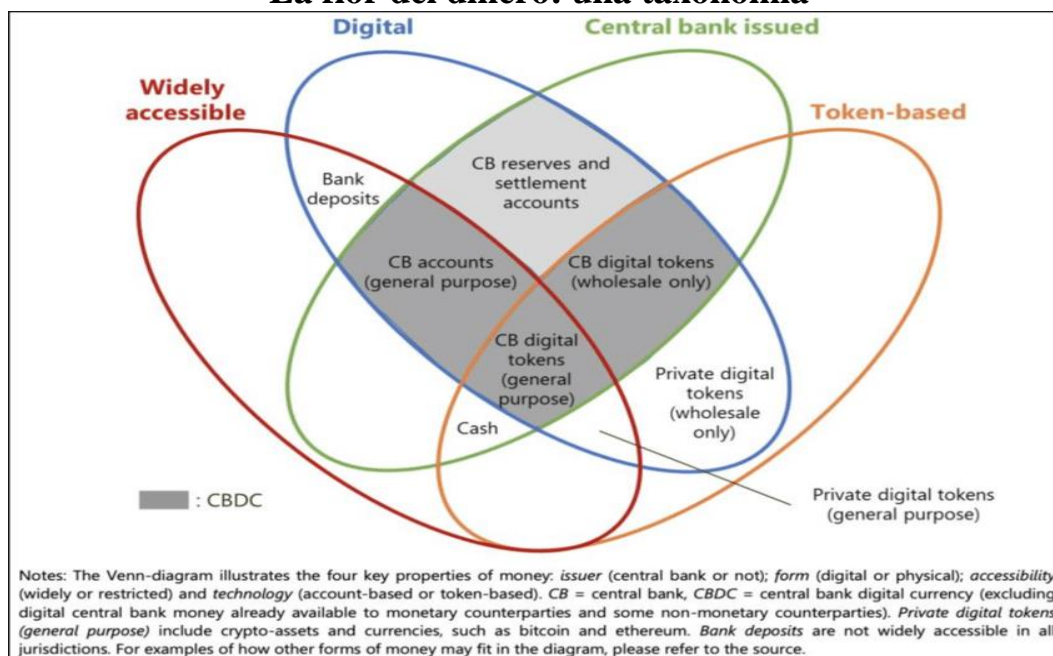 La flor del dinero: una taxonomía
Digital
Central bank issued
Widely
accessible
Token-based
Bank
deposits
CB reserves and
settlement
accounts
CB accounts
(general purpose)
CB digital tokens
(wholesale only)
CB digital
tokens
(general
purpose)
Private digital
tokens
(wholesale
only)
Cash
Private digital tokens
(general purpose)
: CBDC
Notes: The Venn-diagram illustrates the four key properties of money: issuer (central bank or not); form (digital or physical); accessibility
(widely or restricted) and technology (account-based or token-based). CB = central bank, CBDC = central bank digital currency (excluding
digital central bank money already available to monetary counterparties and some non-monetary counterparties). Private digital tokens
(general purpose) include crypto-assets and currencies, such as bitcoin and ethereum. Bank deposits are not widely accessible in all
jurisdictions. For examples of how other forms of money may fit in the diagram, please refer to the source.